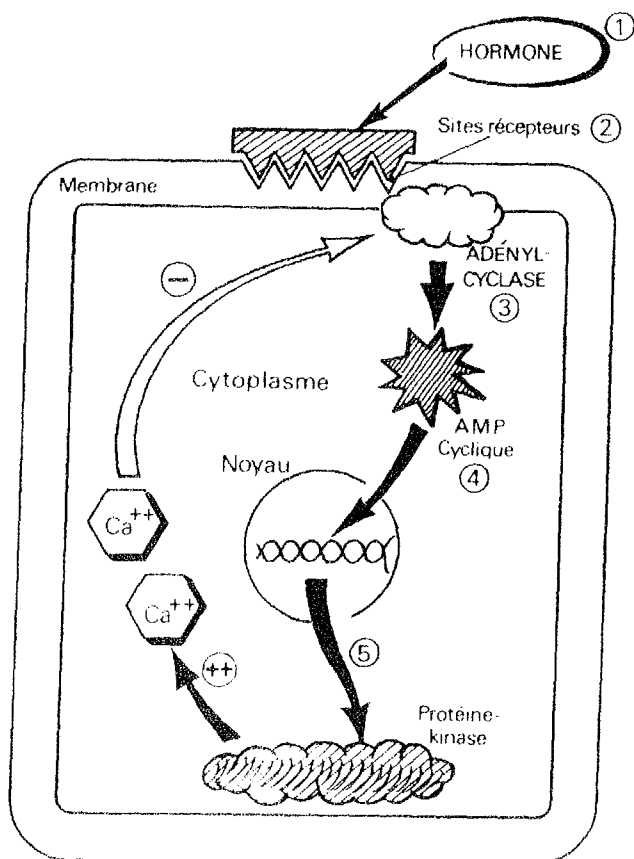 ①
HORMONE
Sites récepteurs ②
Membrane
ADÉNYL-
CYCLASE
③
−
Cytoplasme
AMP
Cyclique
④
Noyau
Ca++
Ca++
++
⑤
Protéine-
kinase